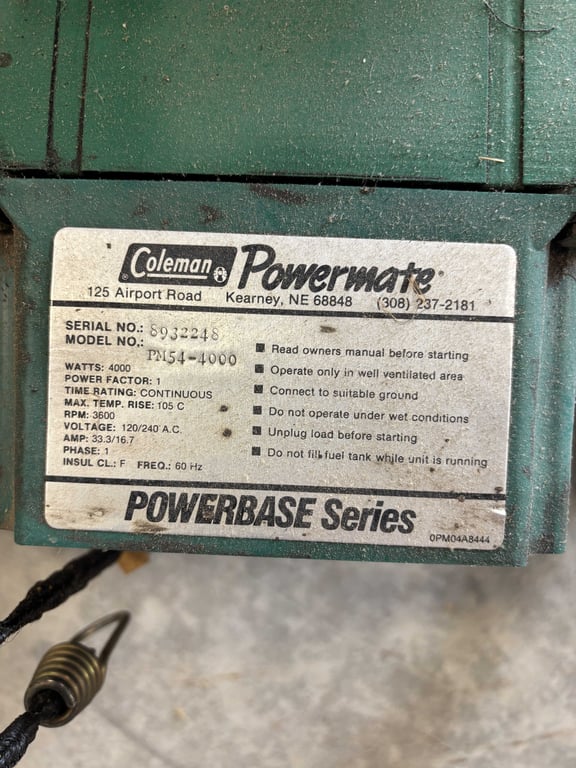 Coleman Powermate®
125 Airport Road Kearney, NE 68848 (308) 237-2181
SERIAL NO.: 8932248
MODEL NO.: PM54-4000
WATTS: 4000
POWER FACTOR: 1
TIME RATING: CONTINUOUS
MAX. TEMP. RISE: 105 C
RPM: 3600
VOLTAGE: 120/240 A.C.
AMP: 33.3/16.7
PHASE: 1
INSUL CL.: F FREQ.: 60 Hz
■ Read owners manual before starting
■ Operate only in well ventilated area
■ Connect to suitable ground
■ Do not operate under wet conditions
■ Unplug load before starting
■ Do not fill fuel tank while unit is running
POWERBASE Series
0PM04A8444